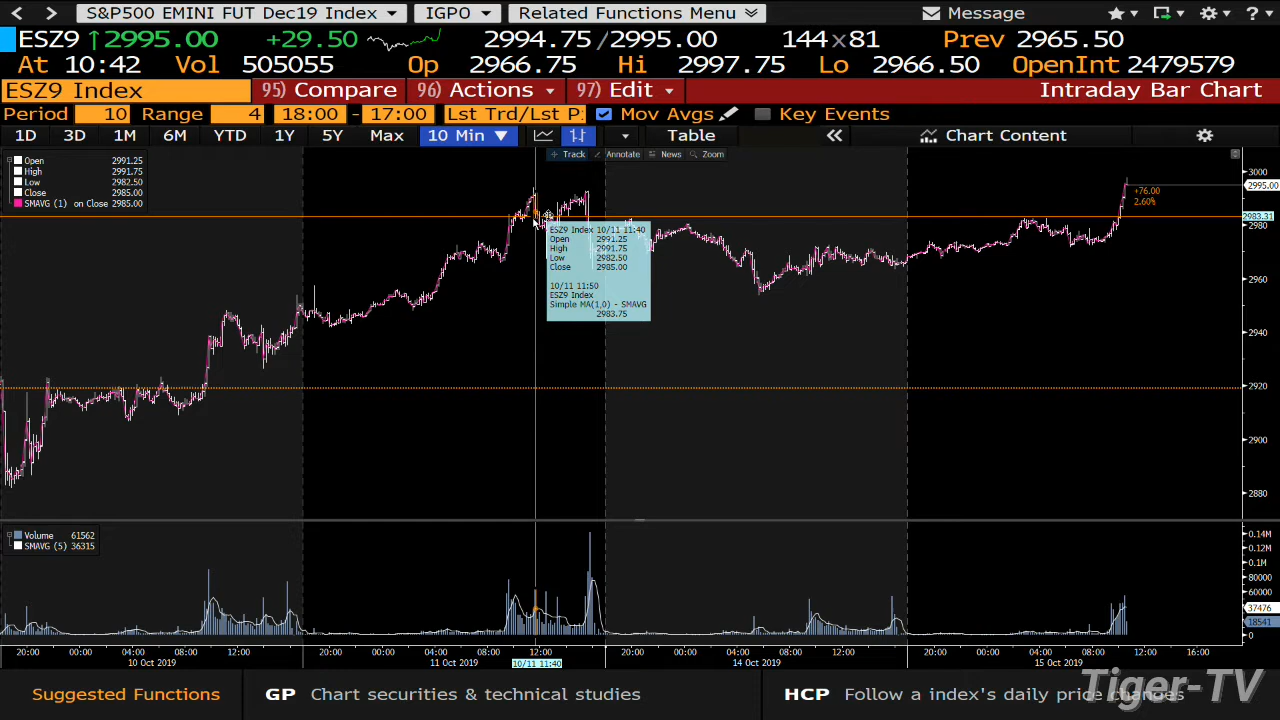 S&P500 EMINI FUT Dec19 Index IGPO Related Functions Menu Message ?
ESZ9 ↑2995.00 +29.50 2994.75/2995.00 144×81 Prev 2965.50
At 10:42 Vol 505055 Op 2966.75 Hi 2997.75 Lo 2966.50 OpenInt 2479579
ESZ9 Index 95) Compare 96) Actions 97) Edit Intraday Bar Chart
Period 10 Range 4 18:00 - 17:00 Lst Trd/Lst P: Mov Avgs Key Events
1D 3D 1M 6M YTD 1Y 5Y Max 10 Min Table Chart Content
Track Annotate News Zoom
Open 2991.25
High 2991.75
Low 2982.50
Close 2985.00
SMAVG (1) on Close 2985.00
ESZ9 Index 10/11 11:40
Open 2991.25
High 2991.75
Low 2982.50
Close 2985.00
10/11 11:50
ESZ9 Index
Simple MA(1,0) - SMAVG
2983.75
+76.00
2.60%
3000
2995.00
2983.31
2980
2960
2940
2920
2900
2880
Volume 61562
SMAVG (5) 36315
0.14M
0.12M
0.1M
80000
60000
37476
18541
0
20:00 00:00 04:00 08:00 12:00 20:00 00:00 04:00 08:00 12:00 20:00 00:00 04:00 08:00 12:00 20:00 00:00 04:00 08:00 12:00 16:00
10 Oct 2019 11 Oct 2019 10/11 11:40 14 Oct 2019 15 Oct 2019
Suggested Functions GP Chart securities & technical studies HCP Follow a index's daily price changes
Tiger-TV